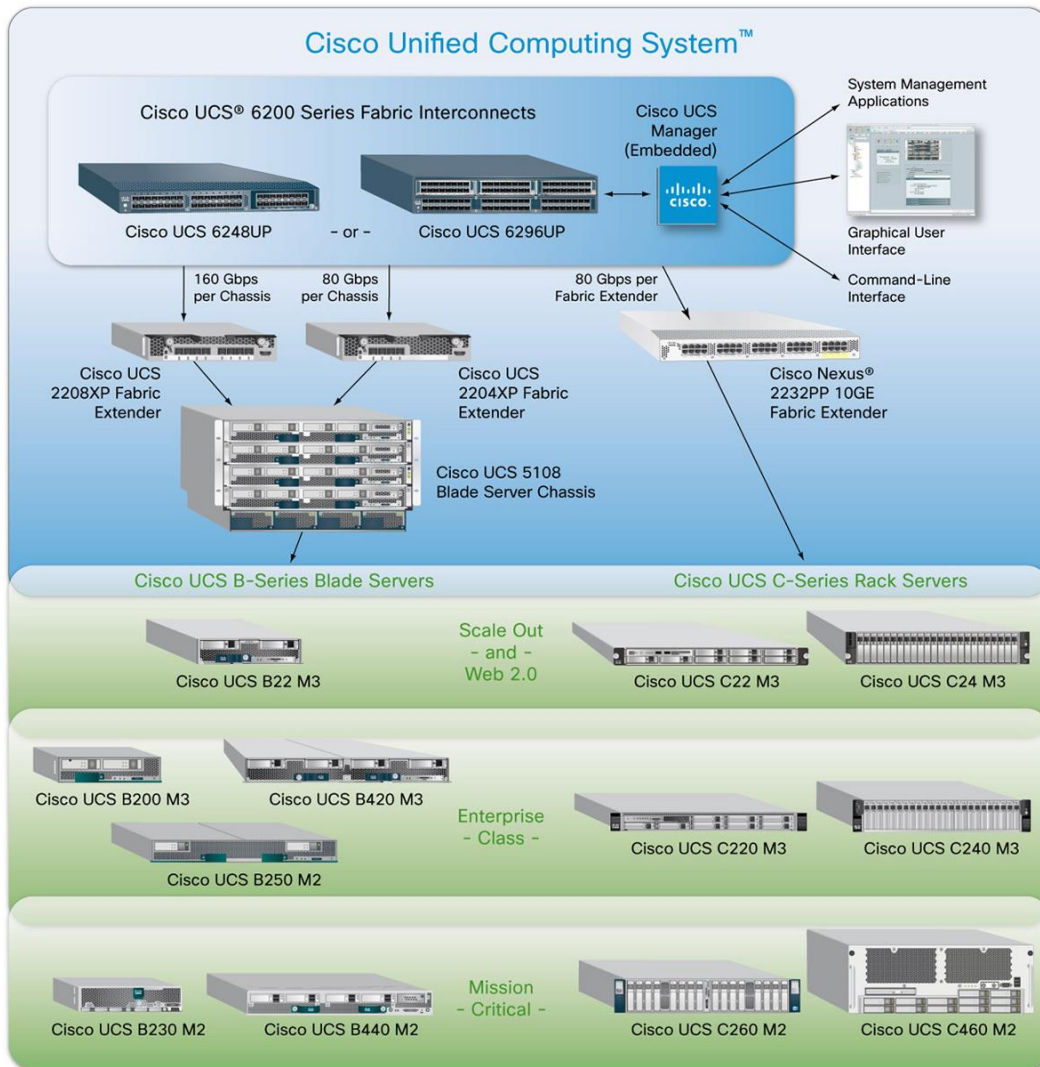 Cisco Unified Computing System™
Cisco UCS® 6200 Series Fabric Interconnects
Cisco UCS
Manager
(Embedded)
CISCO.
System Management
Applications
Graphical User
Interface
Command-Line
Interface
Cisco UCS 6248UP
- or -
Cisco UCS 6296UP
160 Gbps
per Chassis
80 Gbps
per Chassis
80 Gbps per
Fabric Extender
Cisco UCS
2208XP Fabric
Extender
Cisco UCS
2204XP Fabric
Extender
Cisco Nexus®
2232PP 10GE
Fabric Extender
Cisco UCS 5108
Blade Server Chassis
Cisco UCS B-Series Blade Servers
Cisco UCS C-Series Rack Servers
Cisco UCS B22 M3
Scale Out
- and -
Web 2.0
Cisco UCS C22 M3
Cisco UCS C24 M3
Cisco UCS B200 M3
Cisco UCS B420 M3
Cisco UCS B250 M2
Enterprise
- Class -
Cisco UCS C220 M3
Cisco UCS C240 M3
Cisco UCS B230 M2
Cisco UCS B440 M2
Mission
- Critical -
Cisco UCS C260 M2
Cisco UCS C460 M2